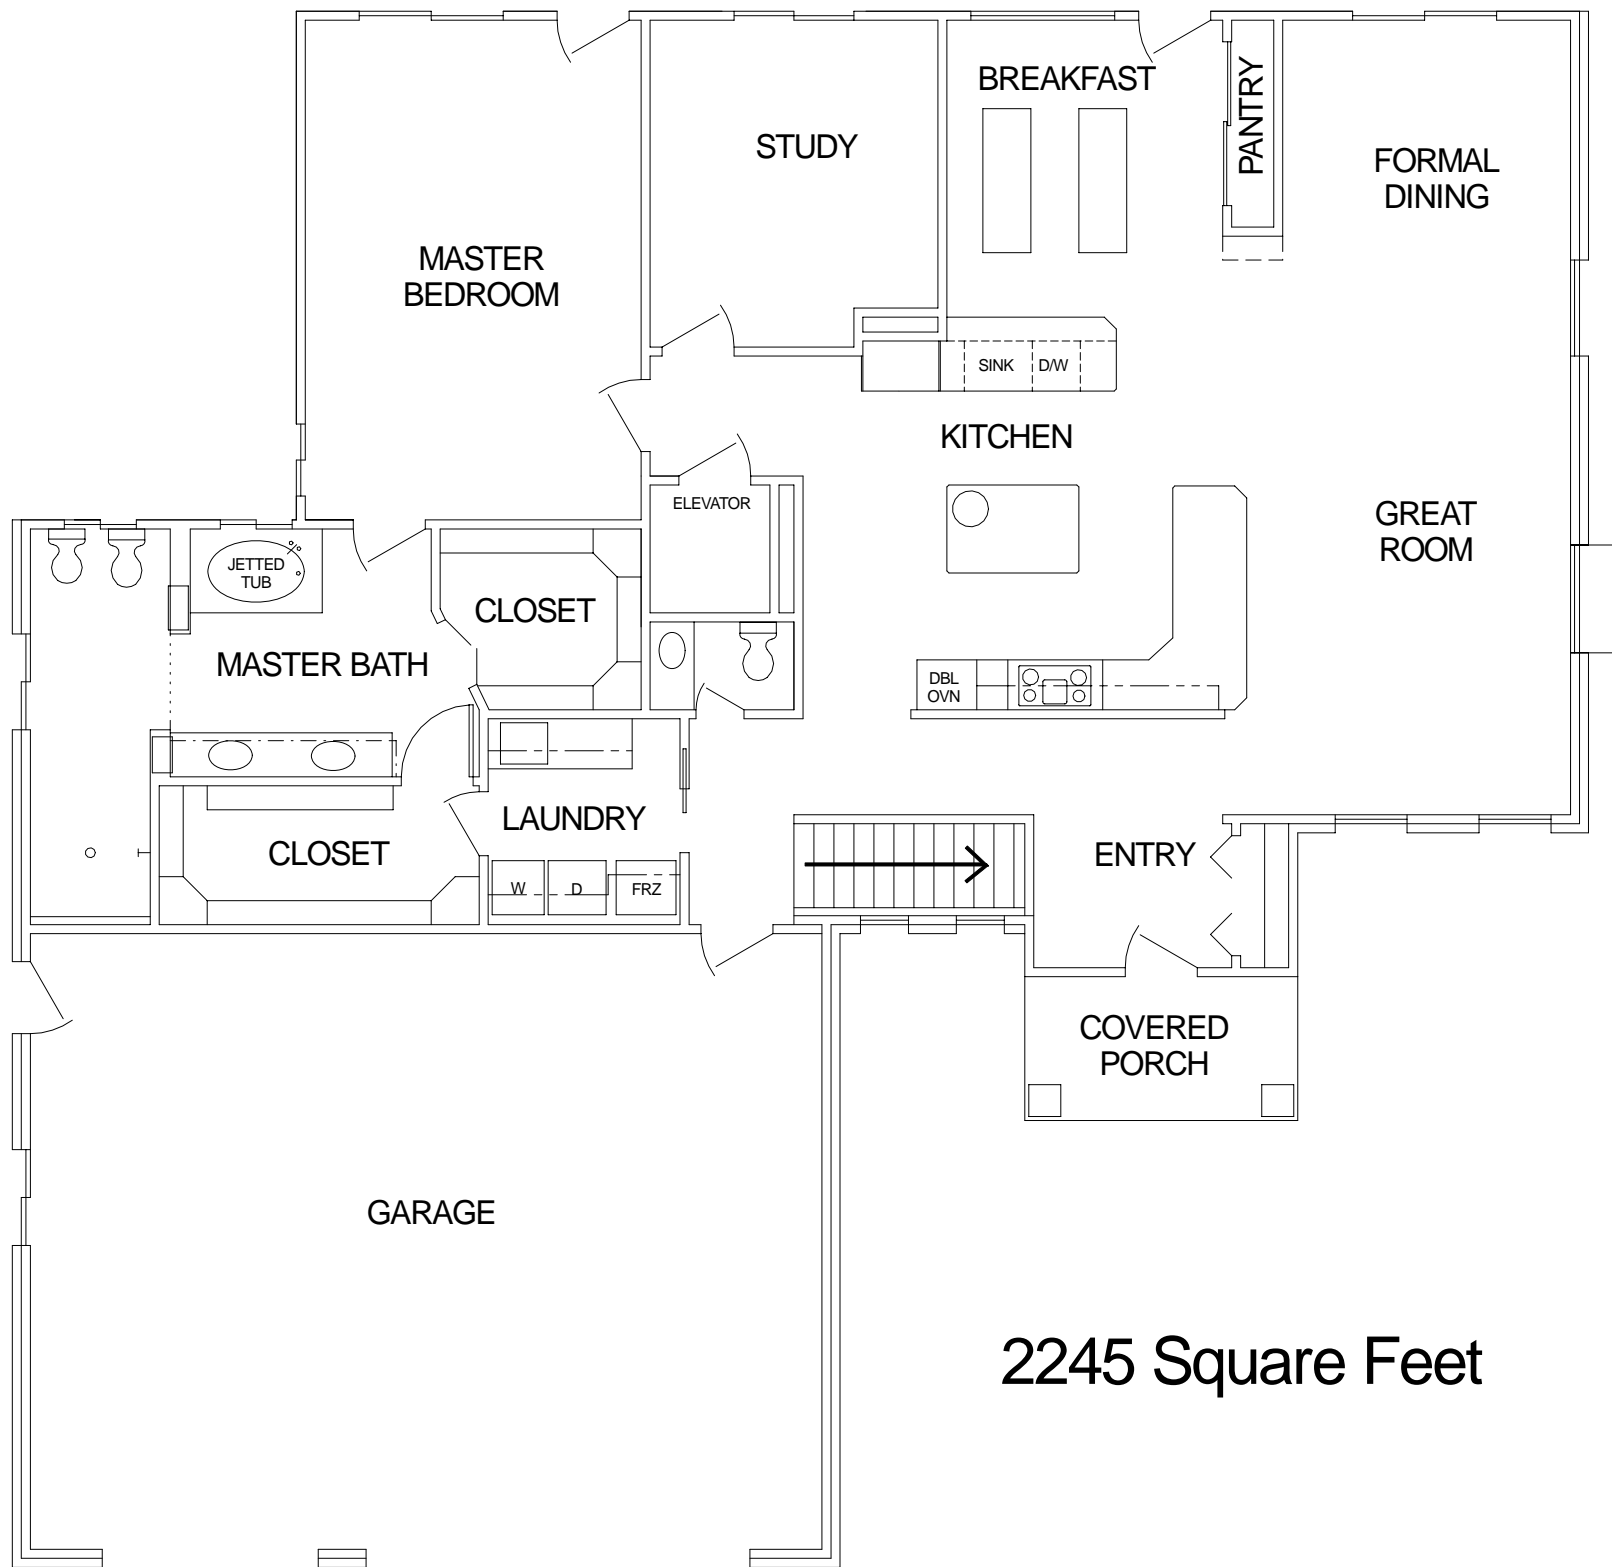 BREAKFAST
PANTRY
STUDY
FORMAL
DINING
MASTER
BEDROOM
SINK
D/W
KITCHEN
ELEVATOR
GREAT
ROOM
JETTED
TUB
CLOSET
MASTER BATH
DBL
OVN
LAUNDRY
CLOSET
ENTRY
W
D
FRZ
COVERED
PORCH
GARAGE
2245 Square Feet